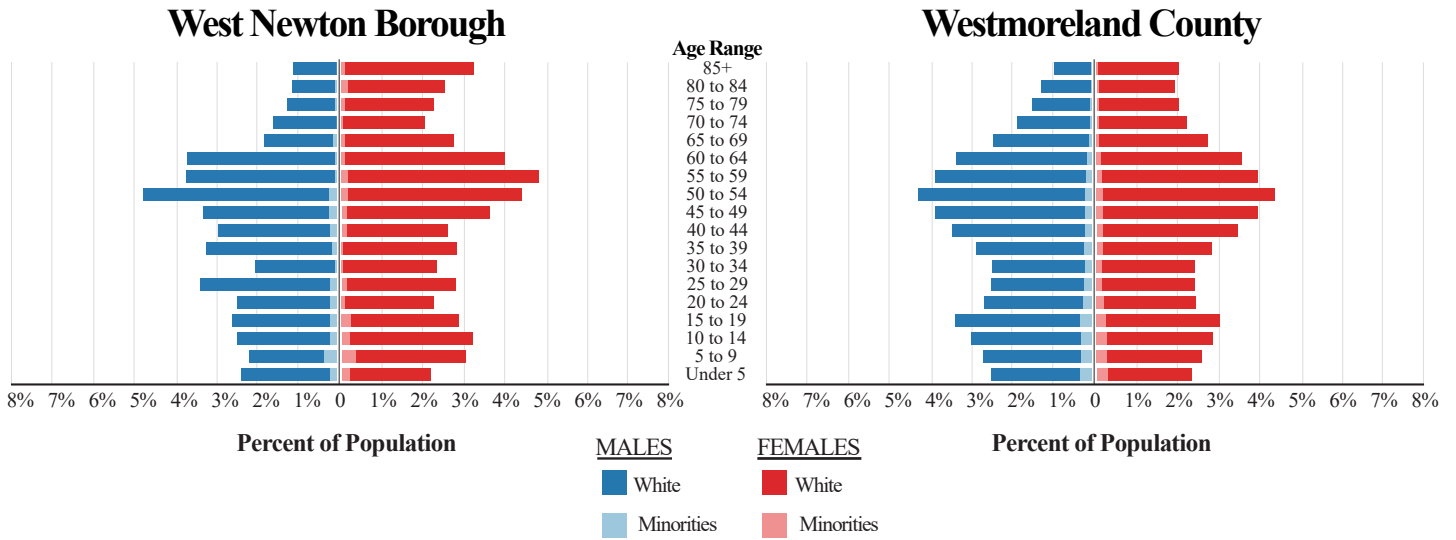 West Newton Borough
Westmoreland County
Age Range
85+
80 to 84
75 to 79
70 to 74
65 to 69
60 to 64
55 to 59
50 to 54
45 to 49
40 to 44
35 to 39
30 to 34
25 to 29
20 to 24
15 to 19
10 to 14
5 to 9
Under 5
8% 7% 6% 5% 4% 3% 2% 1% 0 1% 2% 3% 4% 5% 6% 7% 8%
8% 7% 6% 5% 4% 3% 2% 1% 0 1% 2% 3% 4% 5% 6% 7% 8%
Percent of Population
Percent of Population
MALES
White
Minorities
FEMALES
White
Minorities